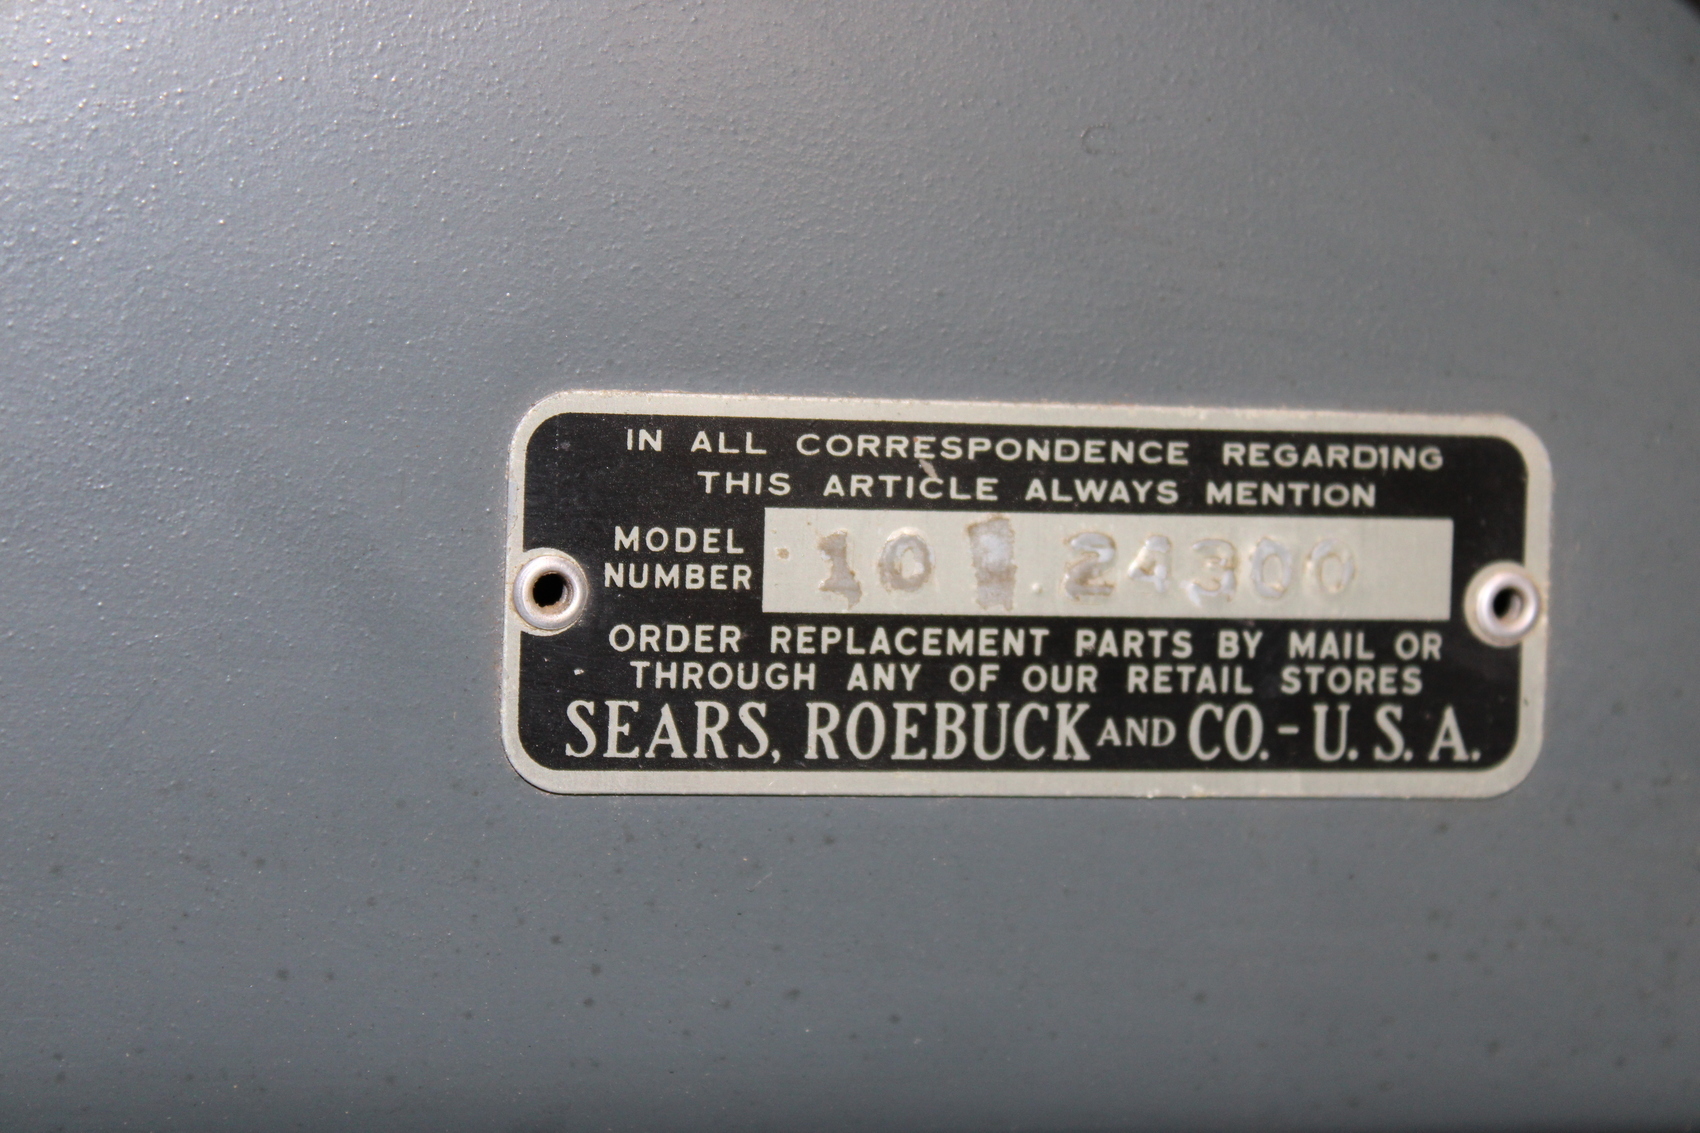 IN ALL CORRESPONDENCE REGARDING
THIS ARTICLE ALWAYS MENTION
MODEL NUMBER 101.24300
ORDER REPLACEMENT PARTS BY MAIL OR
THROUGH ANY OF OUR RETAIL STORES
SEARS, ROEBUCK AND CO.-U.S.A.